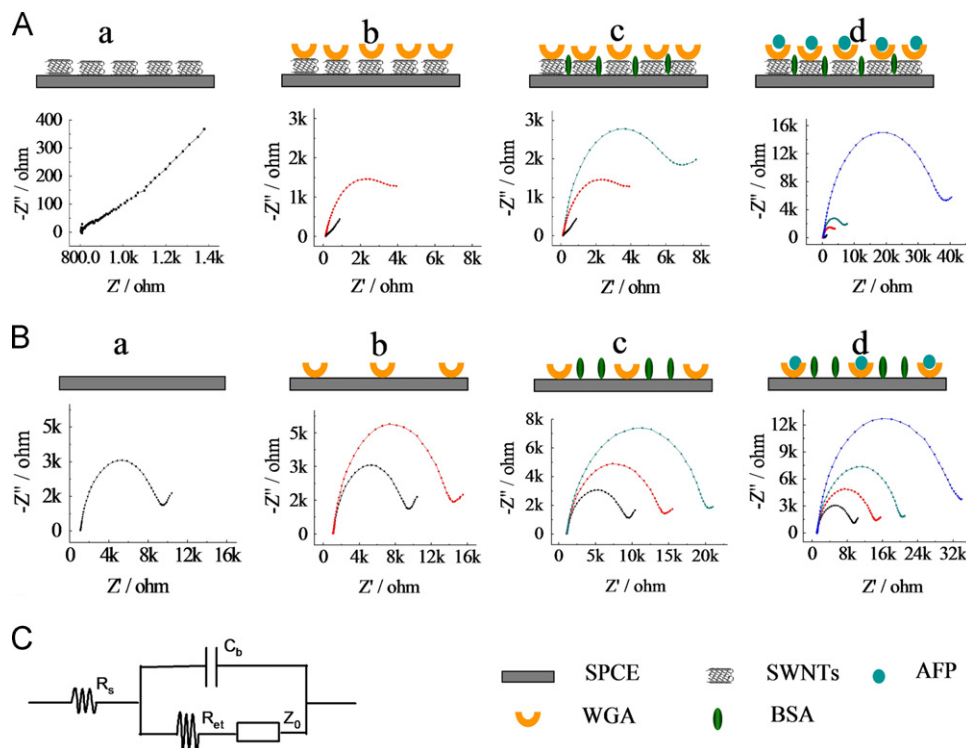 A
a
b
c
d
400
300
200
100
0
-Z'' / ohm
800.0 1.0k 1.2k 1.4k
Z' / ohm
3k
2k
1k
0
-Z'' / ohm
0 2k 4k 6k 8k
Z' / ohm
3k
2k
1k
0
-Z'' / ohm
0 2k 4k 6k 8k
Z' / ohm
16k
12k
8k
4k
0
-Z'' / ohm
0 10k 20k 30k 40k
Z' / ohm
B
a
b
c
d
5k
3k
2k
0
-Z'' / ohm
0 4k 8k 12k 16k
Z' / ohm
5k
3k
2k
0
-Z'' / ohm
0 4k 8k 12k 16k
Z' / ohm
8k
6k
4k
2k
0
-Z'' / ohm
0 5k 10k 15k 20k
Z' / ohm
12k
9k
6k
3k
0
-Z'' / ohm
0 8k 16k 24k 32k
Z' / ohm
C
Rs
Cb
Ret
Z0
SPCE
SWNTs
AFP
WGA
BSA